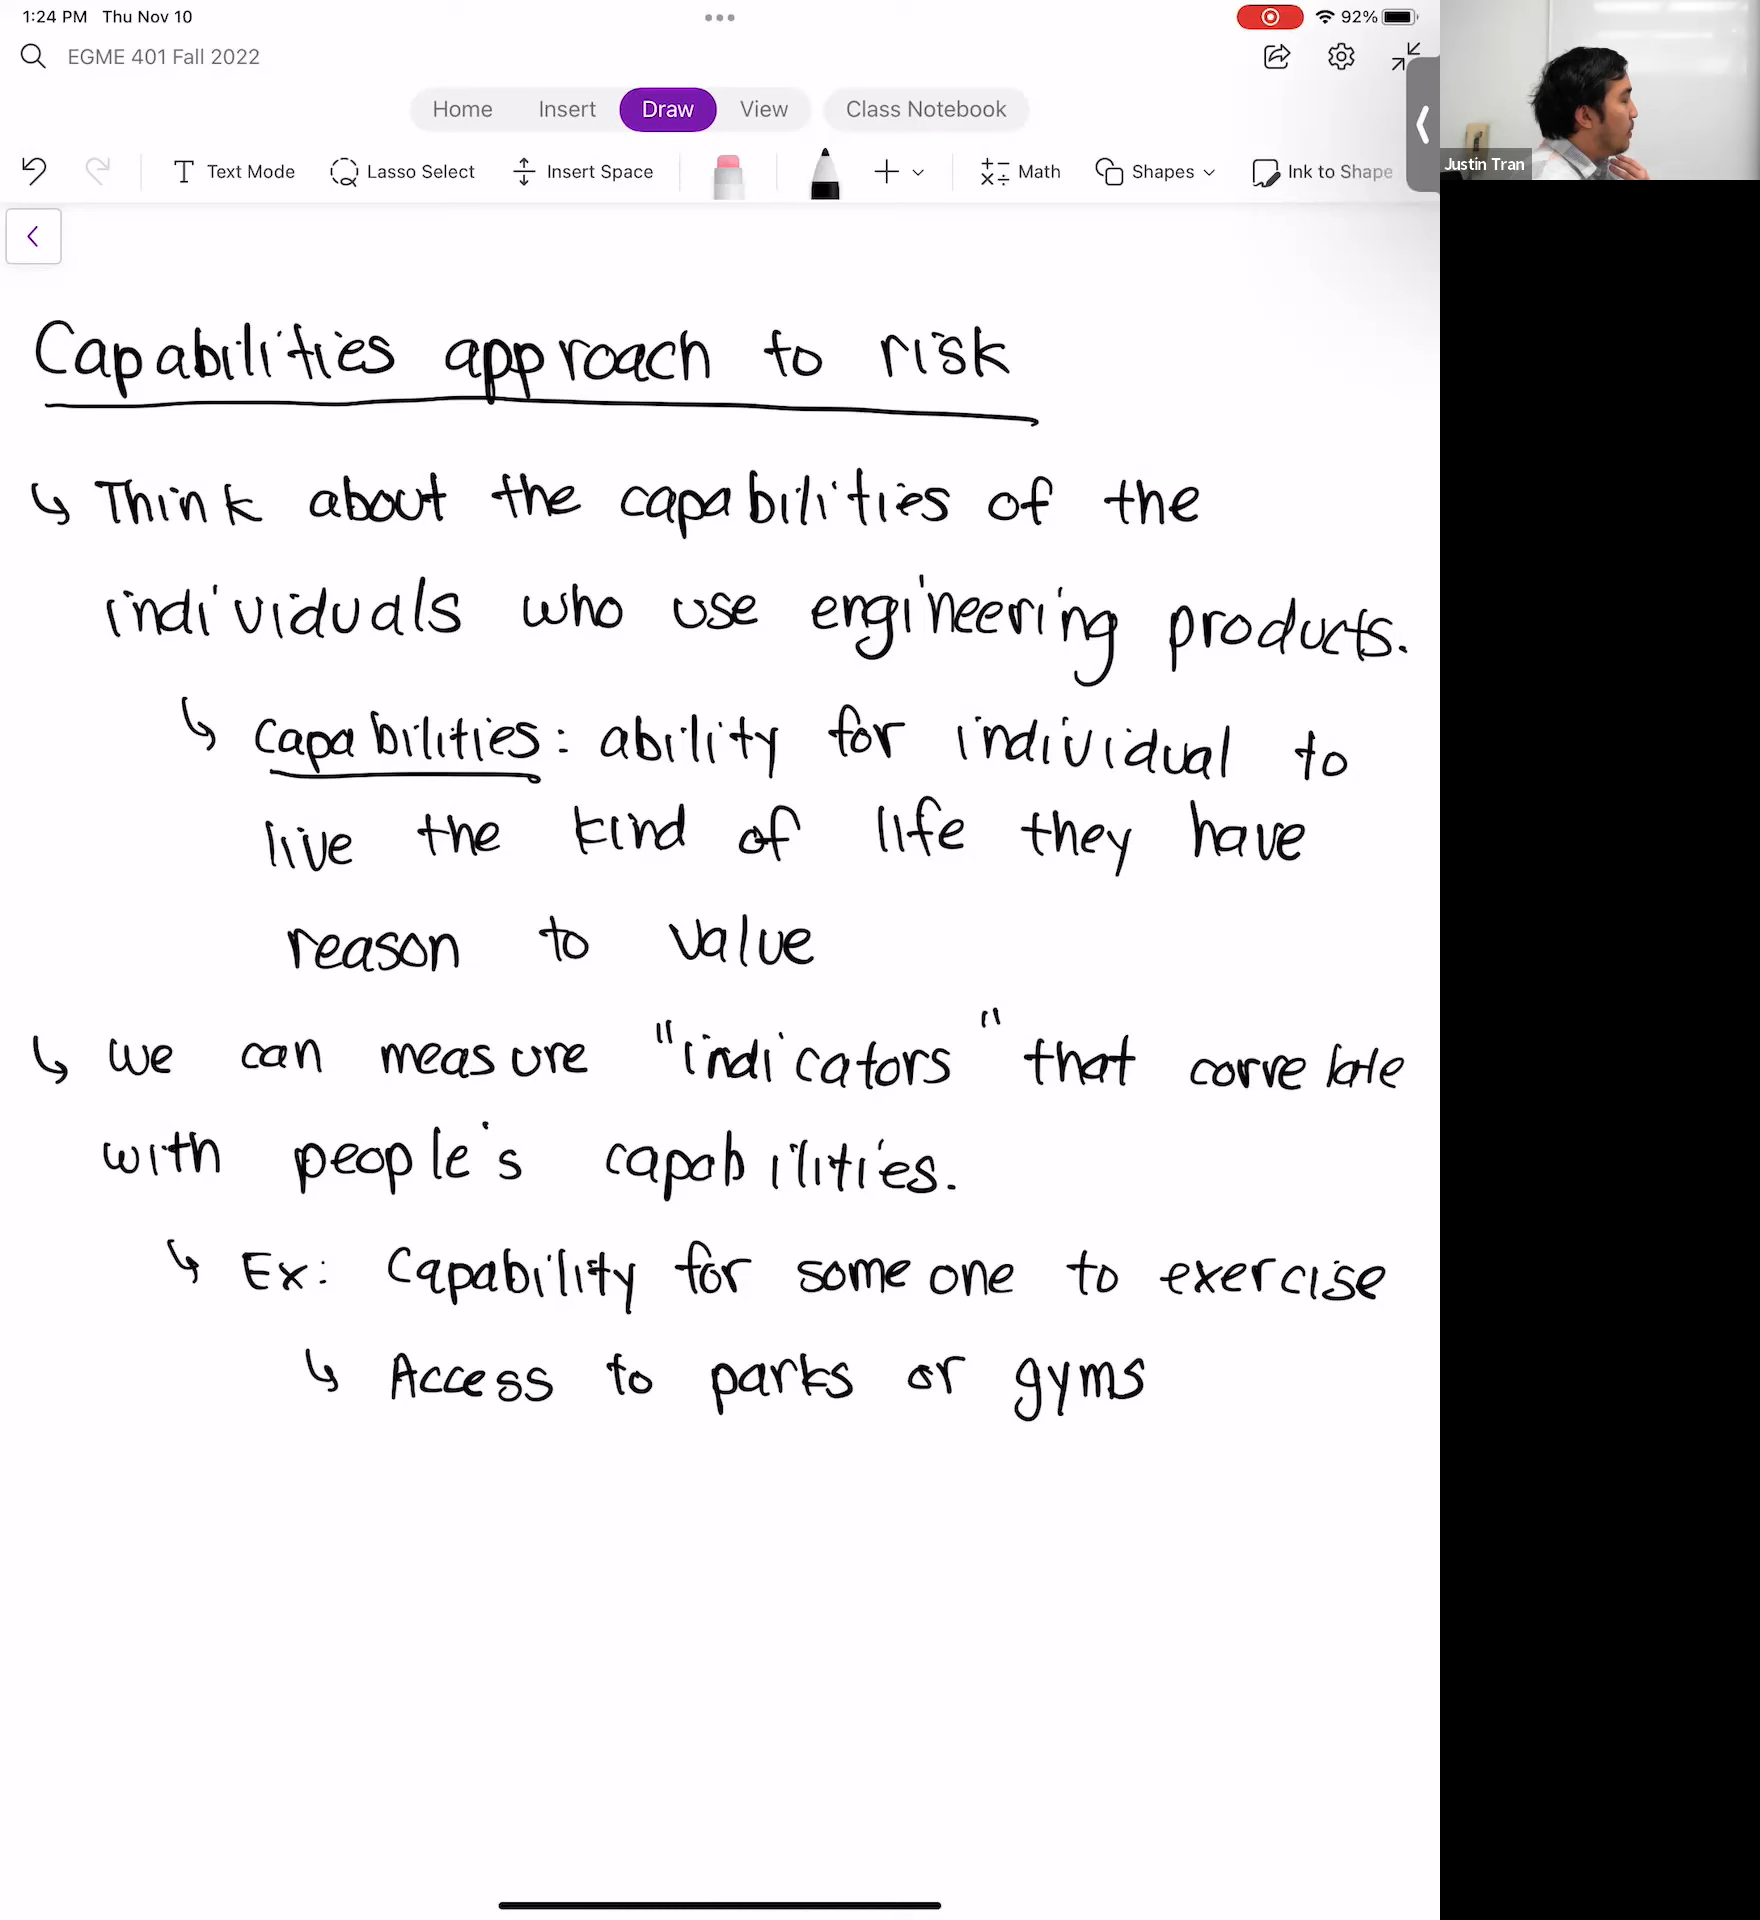 1:24 PM Thu Nov 10
92%
EGME 401 Fall 2022
Home Insert Draw View Class Notebook
Text Mode Lasso Select Insert Space Math Shapes Ink to Shape
Justin Tran
Capabilities approach to risk
↳ Think about the capabilities of the
individuals who use engineering products.
↳ capabilities: ability for individual to
live the kind of life they have
reason to value
↳ we can measure "indicators" that correlate
with people's capabilities.
↳ Ex: Capability for someone to exercise
↳ Access to parks or gyms